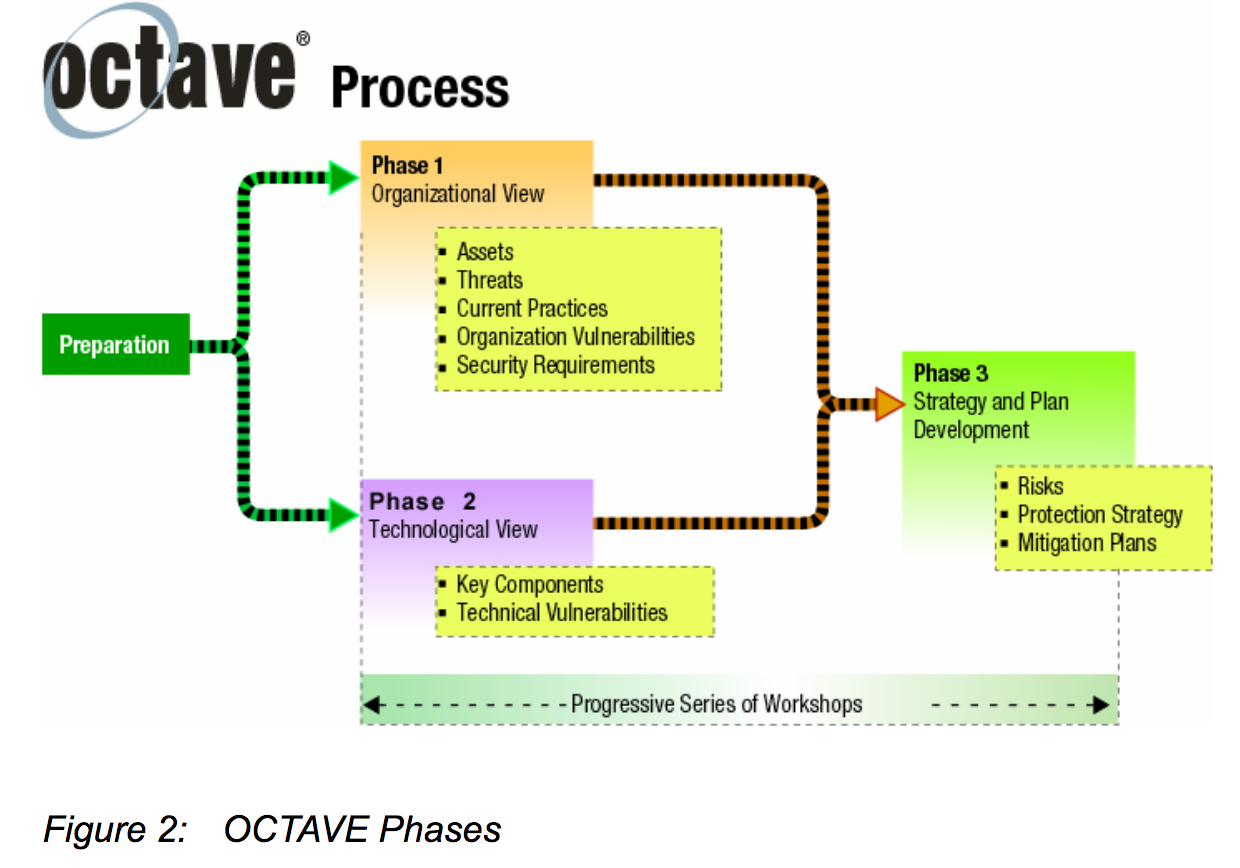 octave® Process
Phase 1
Organizational View
▪ Assets
▪ Threats
▪ Current Practices
▪ Organization Vulnerabilities
▪ Security Requirements
Preparation
Phase 3
Strategy and Plan
Development
▪ Risks
▪ Protection Strategy
▪ Mitigation Plans
Phase 2
Technological View
▪ Key Components
▪ Technical Vulnerabilities
Progressive Series of Workshops
Figure 2: OCTAVE Phases